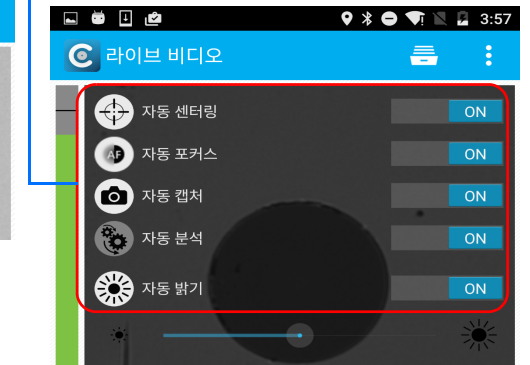 3:57
라이브 비디오
자동 센터링 ON
AF 자동 포커스 ON
자동 캡처 ON
자동 분석 ON
자동 밝기 ON